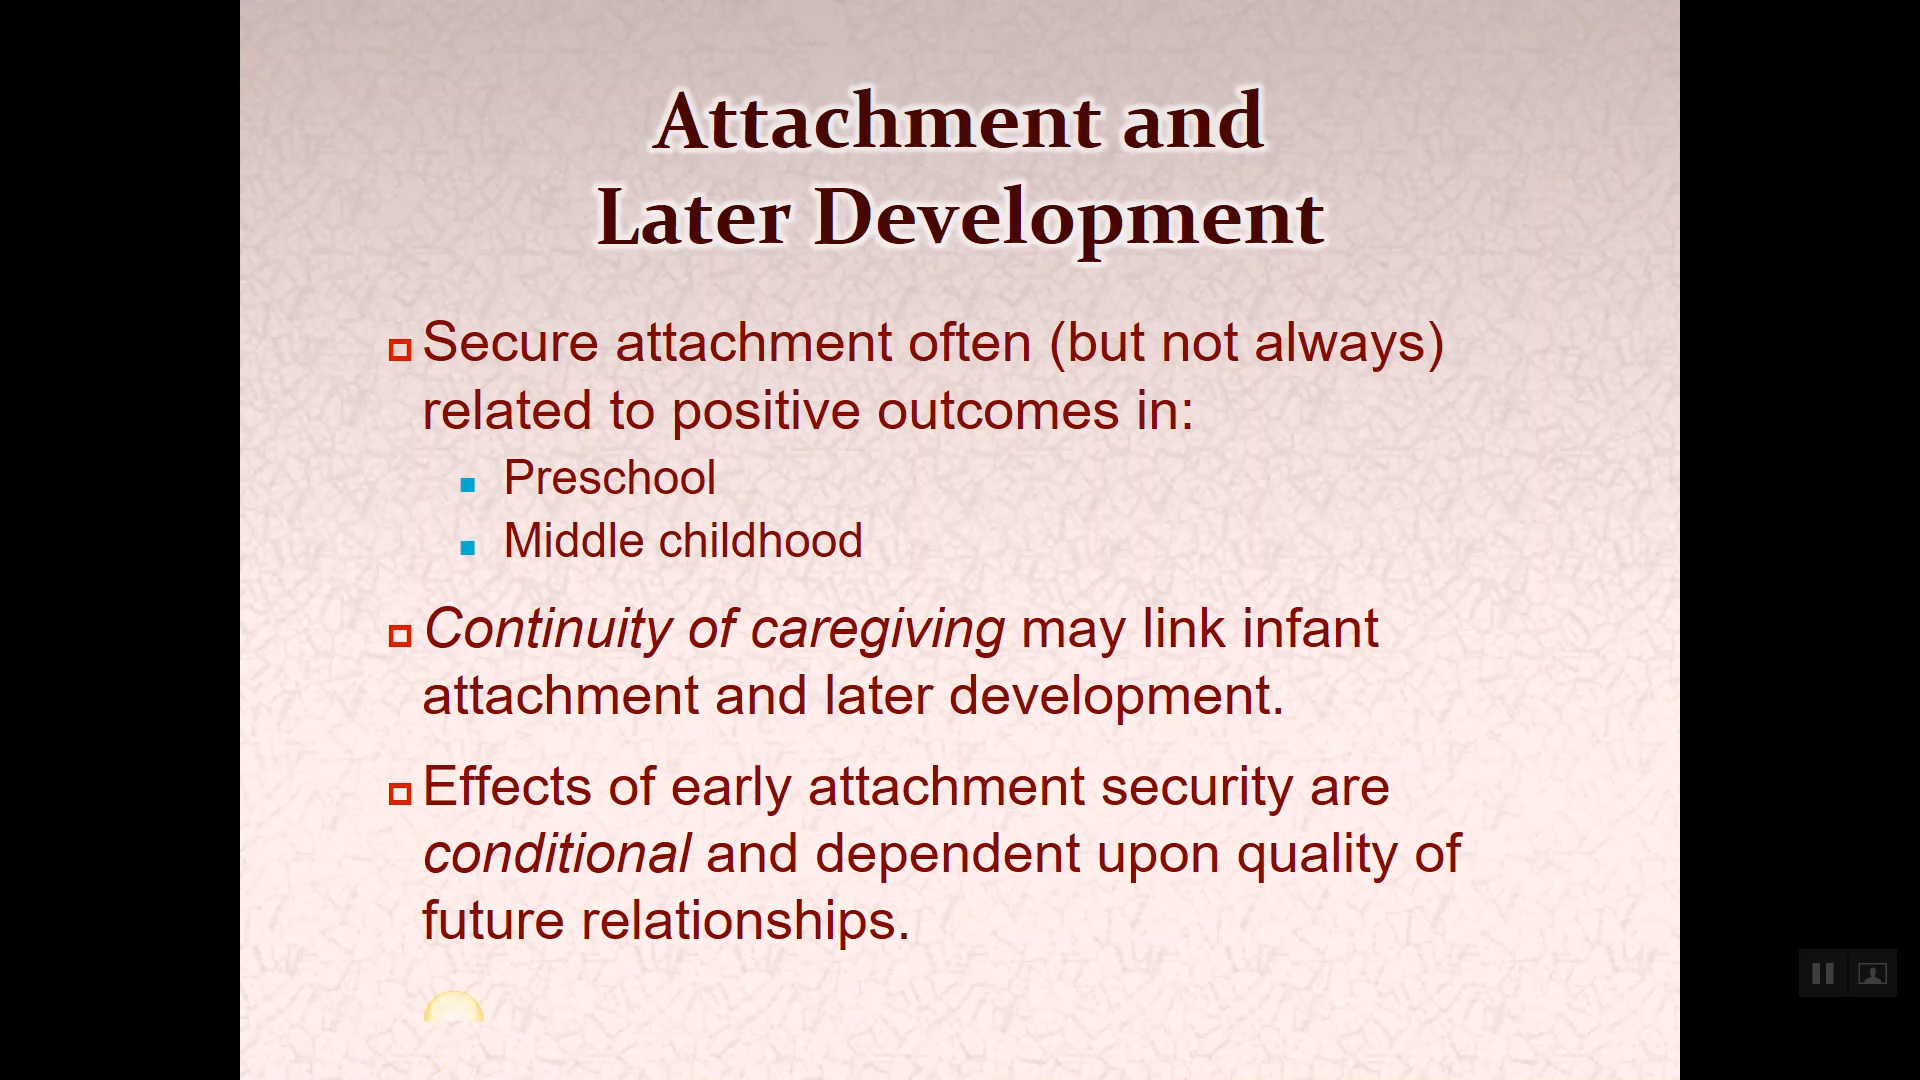 Attachment and
Later Development
Secure attachment often (but not always)
related to positive outcomes in:
Preschool
Middle childhood
Continuity of caregiving may link infant
attachment and later development.
Effects of early attachment security are
conditional and dependent upon quality of
future relationships.